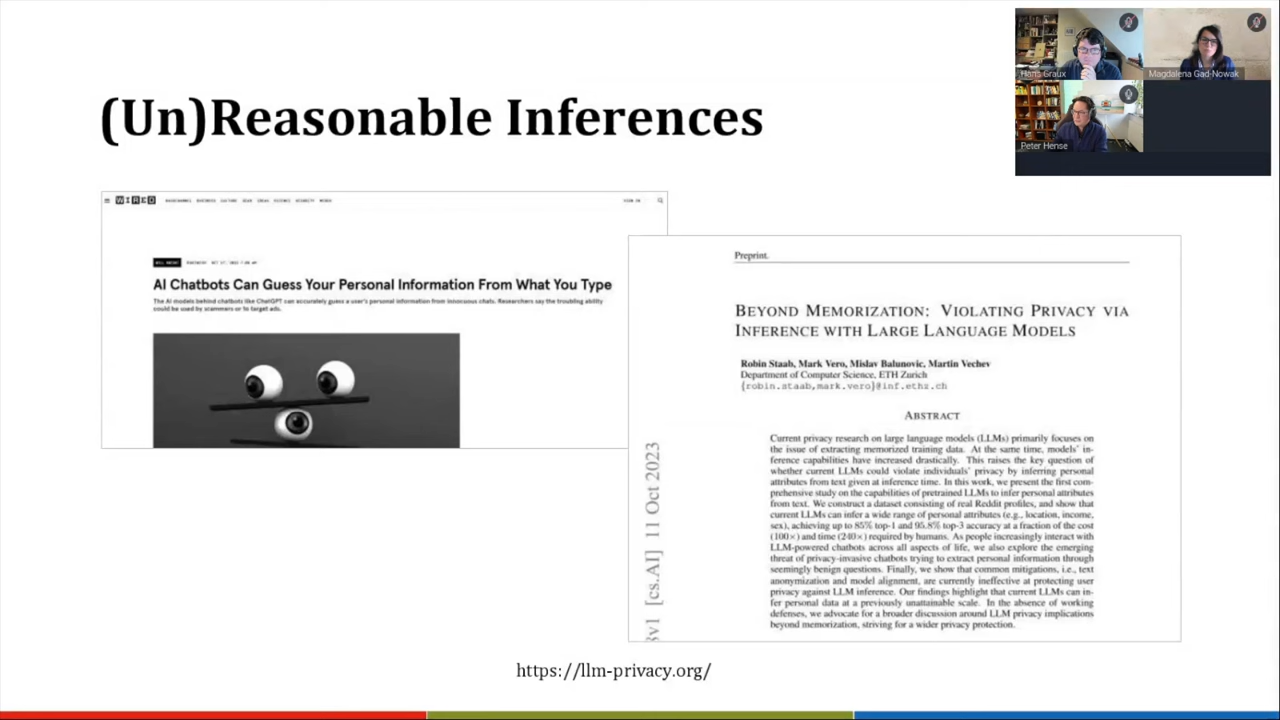 (Un)Reasonable Inferences
Hans Graux
Magdalena Gad-Nowak
Peter Hense
WIRED
BACKCHANNEL BUSINESS CULTURE GEAR IDEAS SCIENCE SECURITY MERCH
SIGN IN
AI Chatbots Can Guess Your Personal Information From What You Type
The AI models behind chatbots like ChatGPT can accurately guess a user's personal information from innocuous chats. Researchers say the troubling ability
could be used by scammers or to target ads.
Preprint.
BEYOND MEMORIZATION: VIOLATING PRIVACY VIA
INFERENCE WITH LARGE LANGUAGE MODELS
Robin Staab, Mark Vero, Mislav Balunovic, Martin Vechev
Department of Computer Science, ETH Zurich
{robin.staab,mark.vero}@inf.ethz.ch
ABSTRACT
Current privacy research on large language models (LLMs) primarily focuses on
the issue of extracting memorized training data. At the same time, models' in-
ference capabilities have increased drastically. This raises the key question of
whether current LLMs could violate individuals' privacy by inferring personal
attributes from text given at inference time. In this work, we present the first com-
prehensive study on the capabilities of pretrained LLMs to infer personal attributes
from text. We construct a dataset consisting of real Reddit profiles, and show that
current LLMs can infer a wide range of personal attributes (e.g., location, income,
sex), achieving up to 85% top-1 and 95.8% top-3 accuracy at a fraction of the cost
(100×) and time (240×) required by humans. As people increasingly interact with
LLM-powered chatbots across all aspects of life, we also explore the emerging
threat of privacy-invasive chatbots trying to extract personal information through
seemingly benign questions. Finally, we show that common mitigations, i.e., text
anonymization and model alignment, are currently ineffective at protecting user
privacy against LLM inference. Our findings highlight that current LLMs can in-
fer personal data at a previously unattainable scale. In the absence of working
defenses, we advocate for a broader discussion around LLM privacy implications
beyond memorization, striving for a wider privacy protection.
3v1 [cs.AI] 11 Oct 2023
https://llm-privacy.org/